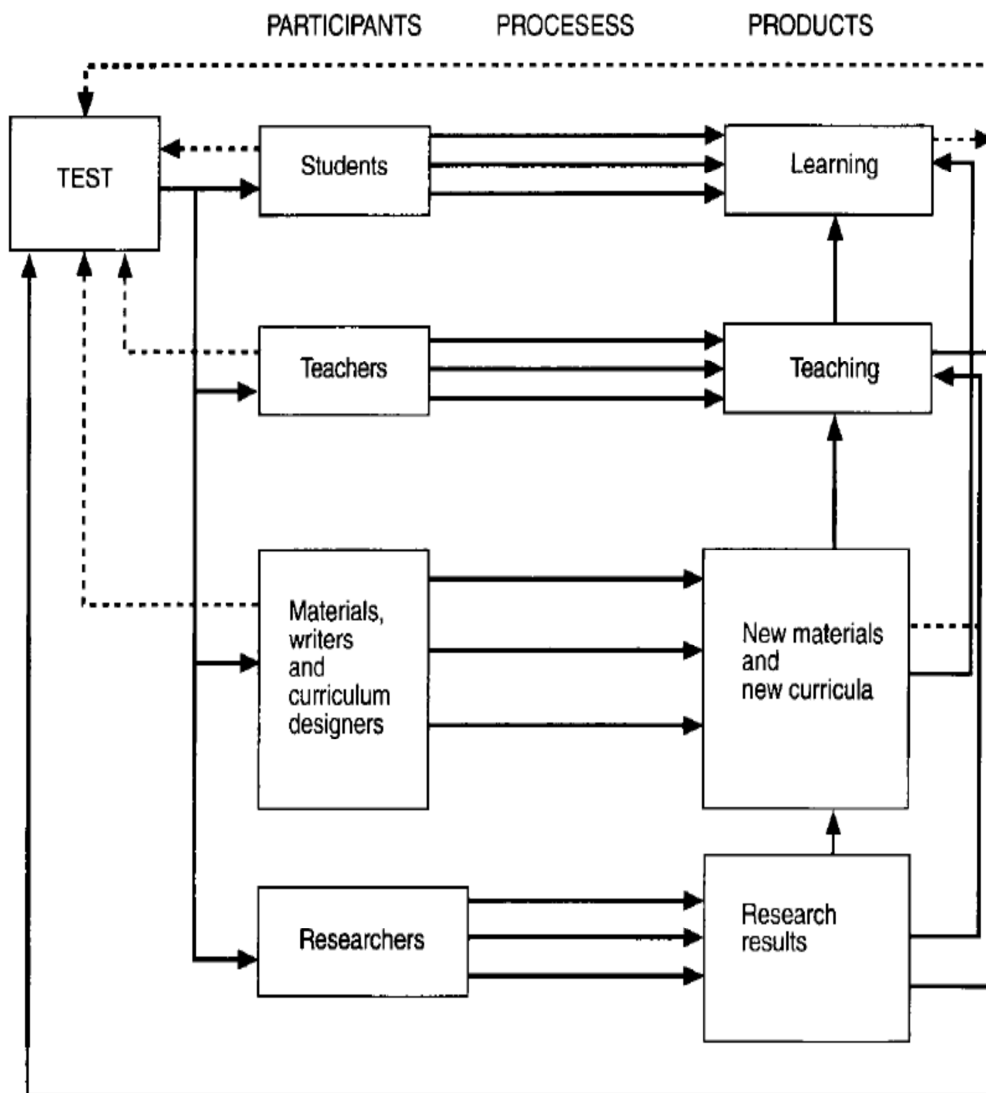 PARTICIPANTS PROCESESS PRODUCTS
TEST
Students
Learning
Teachers
Teaching
Materials,
writers
and
curriculum
designers
New materials
and
new curricula
Researchers
Research
results